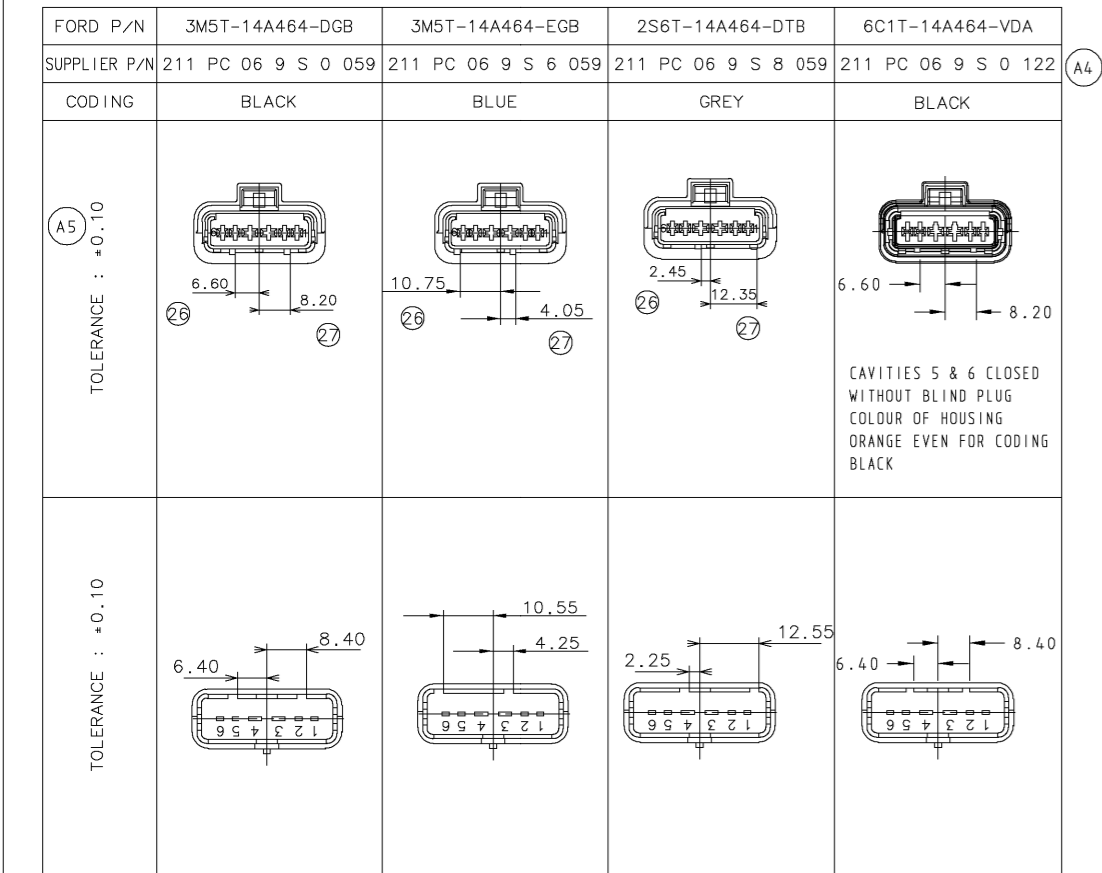 FORD P/N 3M5T-14A464-DGB 3M5T-14A464-EGB 2S6T-14A464-DTB 6C1T-14A464-VDA
SUPPLIER P/N 211 PC 06 9 S 0 059 211 PC 06 9 S 6 059 211 PC 06 9 S 8 059 211 PC 06 9 S 0 122 A4
CODING BLACK BLUE GREY BLACK
A5
TOLERANCE : ±0.10
6.60
8.20
26
27
10.75
4.05
26
27
2.45
12.35
26
27
6.60
8.20
CAVITIES 5 & 6 CLOSED
WITHOUT BLIND PLUG
COLOUR OF HOUSING
ORANGE EVEN FOR CODING
BLACK
TOLERANCE : ±0.10
8.40
6.40
6 5 4 3 2 1
10.55
4.25
6 5 4 3 2 1
12.55
2.25
6 5 4 3 2 1
8.40
6.40
6 5 4 3 2 1